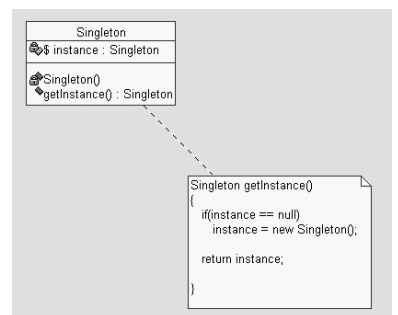 Singleton
$ instance : Singleton
Singleton()
getInstance() : Singleton
Singleton getInstance()
{
if(instance == null)
instance = new Singleton();
return instance;
}